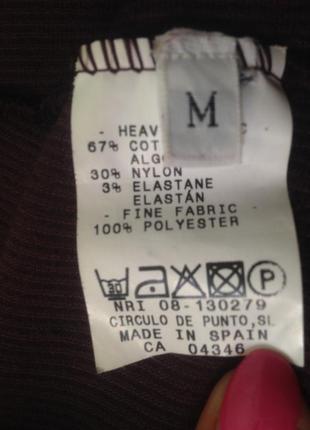 M
- HEAV
67% COT
ALGO
30% NYLON
3% ELASTANE
ELASTÁN
- FINE FABRIC
100% POLYESTER
30 P
NRI 08-130279
CIRCULO DE PUNTO, SL
MADE IN SPAIN
CA 04346